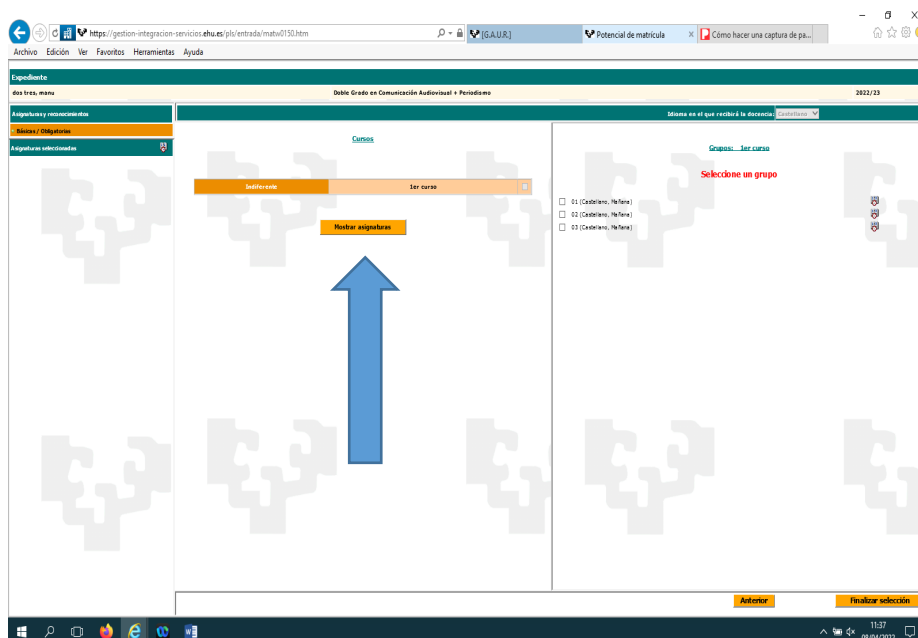 https://gestion-integracion-servicios.ehu.es/pls/entrada/matw0150.htm
[G.A.U.R.]
Potencial de matrícula
Cómo hacer una captura de pa...
Archivo Edición Ver Favoritos Herramientas Ayuda
Expediente
dos tres, manu
Doble Grado en Comunicación Audiovisual + Periodismo
2022/23
Asignaturas y reconocimientos
Idioma en el que recibirá la docencia: Castellano
Básicas / Obligatorias
Asignaturas seleccionadas
Cursos
Grupos: 1er curso
Seleccione un grupo
Indiferente
1er curso
01 (Castellano, Mañana)
02 (Castellano, Mañana)
03 (Castellano, Mañana)
Mostrar asignaturas
Anterior
Finalizar selección
11:37